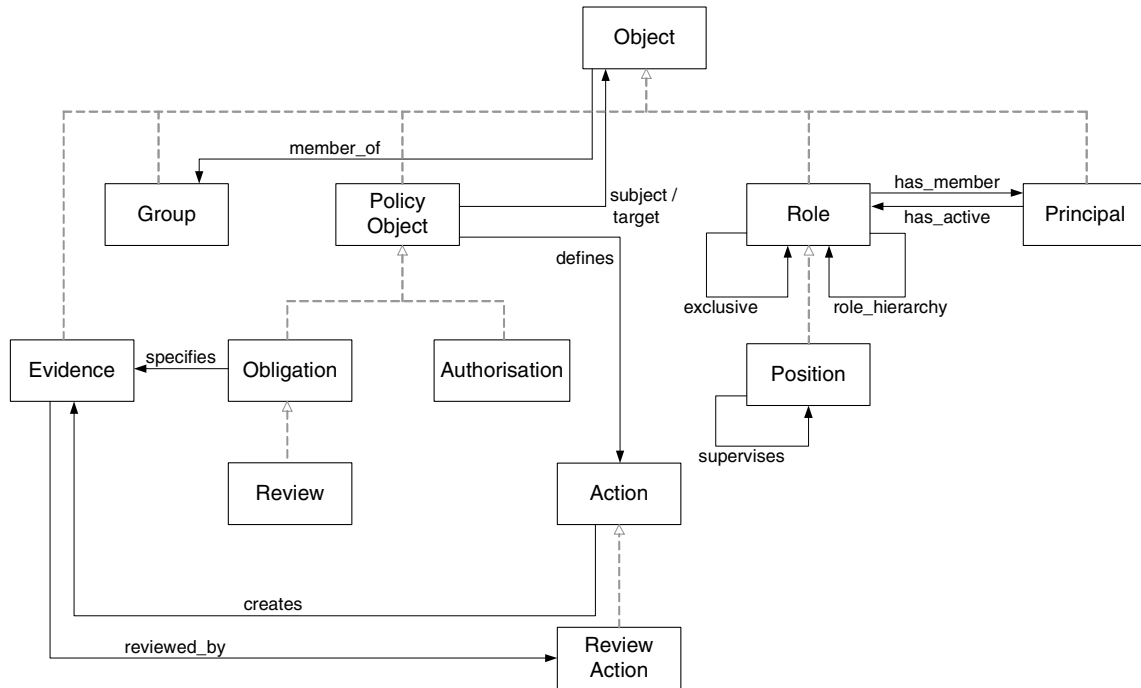 Object
member_of
subject /
target
Group
Policy
Object
Role
has_member
has_active
Principal
defines
exclusive
role_hierarchy
Evidence
specifies
Obligation
Authorisation
Position
supervises
Review
Action
creates
reviewed_by
Review
Action